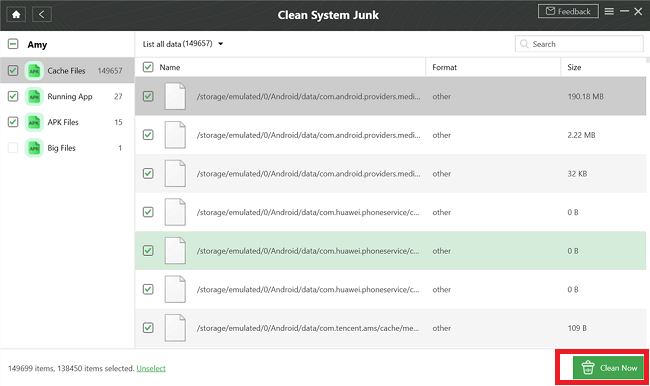 Clean System Junk
Feedback
Amy
List all data (149657)
Search
Name Format Size
APK Cache Files 149657
APK Running App 27
APK APK Files 15
APK Big Files 1
/storage/emulated/0/Android/data/com.android.providers.medi... other 190.18 MB
/storage/emulated/0/Android/data/com.android.providers.medi... other 2.22 MB
/storage/emulated/0/Android/data/com.android.providers.medi... other 32 KB
/storage/emulated/0/Android/data/com.huawei.phoneservice/c... other 0 B
/storage/emulated/0/Android/data/com.huawei.phoneservice/c... other 0 B
/storage/emulated/0/Android/data/com.huawei.phoneservice/c... other 0 B
/storage/emulated/0/Android/data/com.tencent.ams/cache/me... other 109 B
149699 items, 138450 items selected. Unselect
Clean Now